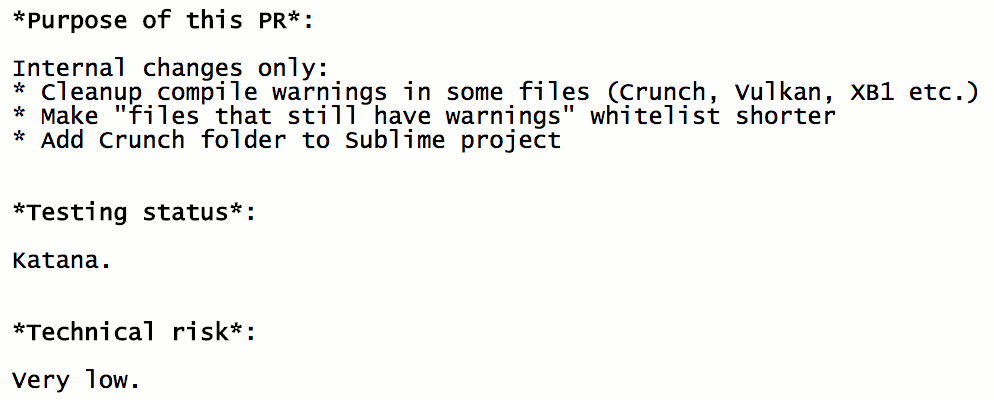 *Purpose of this PR*:
Internal changes only:
* Cleanup compile warnings in some files (Crunch, Vulkan, XB1 etc.)
* Make "files that still have warnings" whitelist shorter
* Add Crunch folder to Sublime project
*Testing status*:
Katana.
*Technical risk*:
Very low.